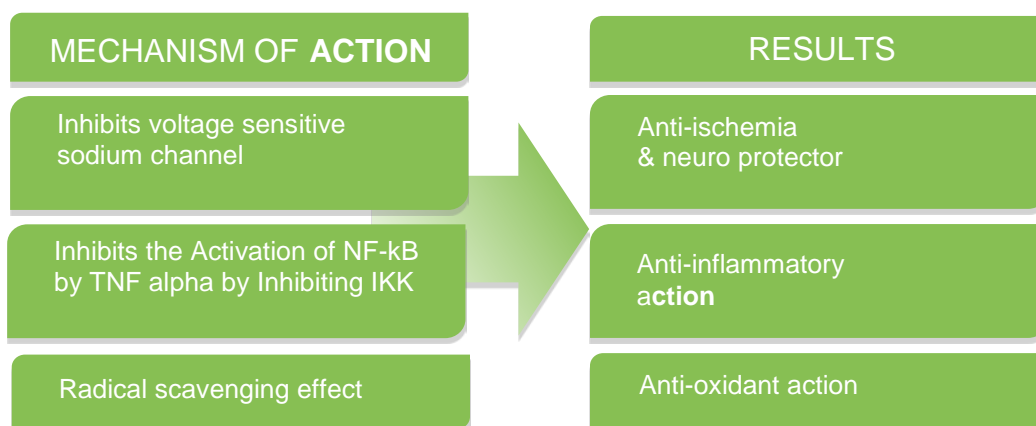 MECHANISM OF ACTION
Inhibits voltage sensitive
sodium channel
Inhibits the Activation of NF-kB
by TNF alpha by Inhibiting IKK
Radical scavenging effect
RESULTS
Anti-ischemia
& neuro protector
Anti-inflammatory
action
Anti-oxidant action